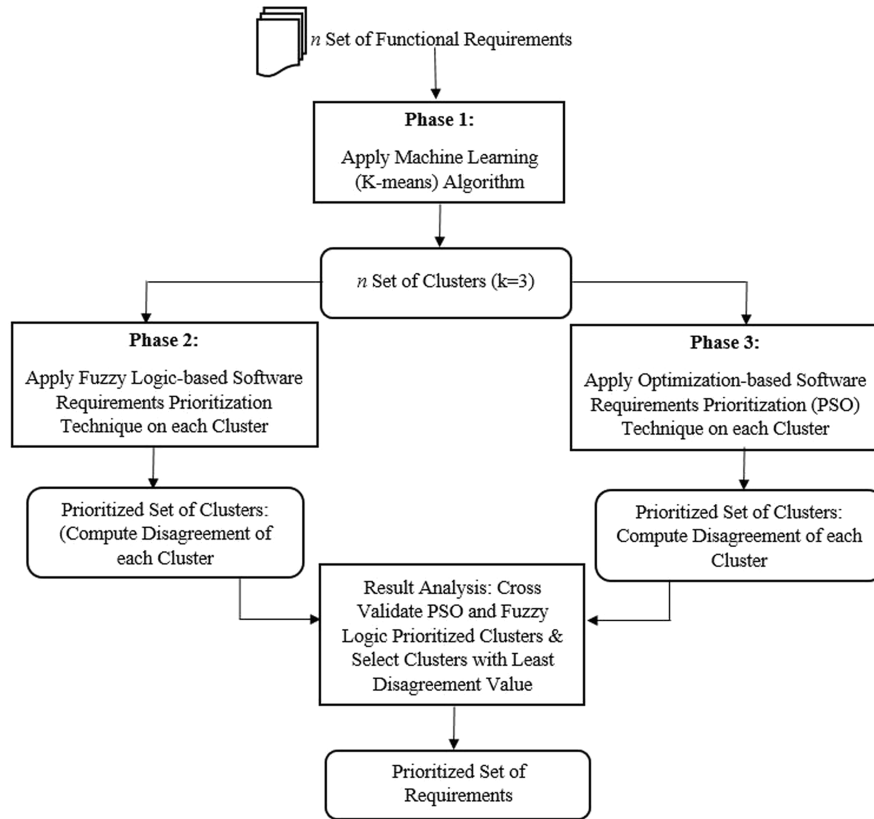 n Set of Functional Requirements
Phase 1:
Apply Machine Learning
(K-means) Algorithm
n Set of Clusters (k=3)
Phase 2:
Apply Fuzzy Logic-based Software
Requirements Prioritization
Technique on each Cluster
Phase 3:
Apply Optimization-based Software
Requirements Prioritization (PSO)
Technique on each Cluster
Prioritized Set of Clusters:
(Compute Disagreement of
each Cluster
Prioritized Set of Clusters:
Compute Disagreement of each
Cluster
Result Analysis: Cross
Validate PSO and Fuzzy
Logic Prioritized Clusters &
Select Clusters with Least
Disagreement Value
Prioritized Set of
Requirements